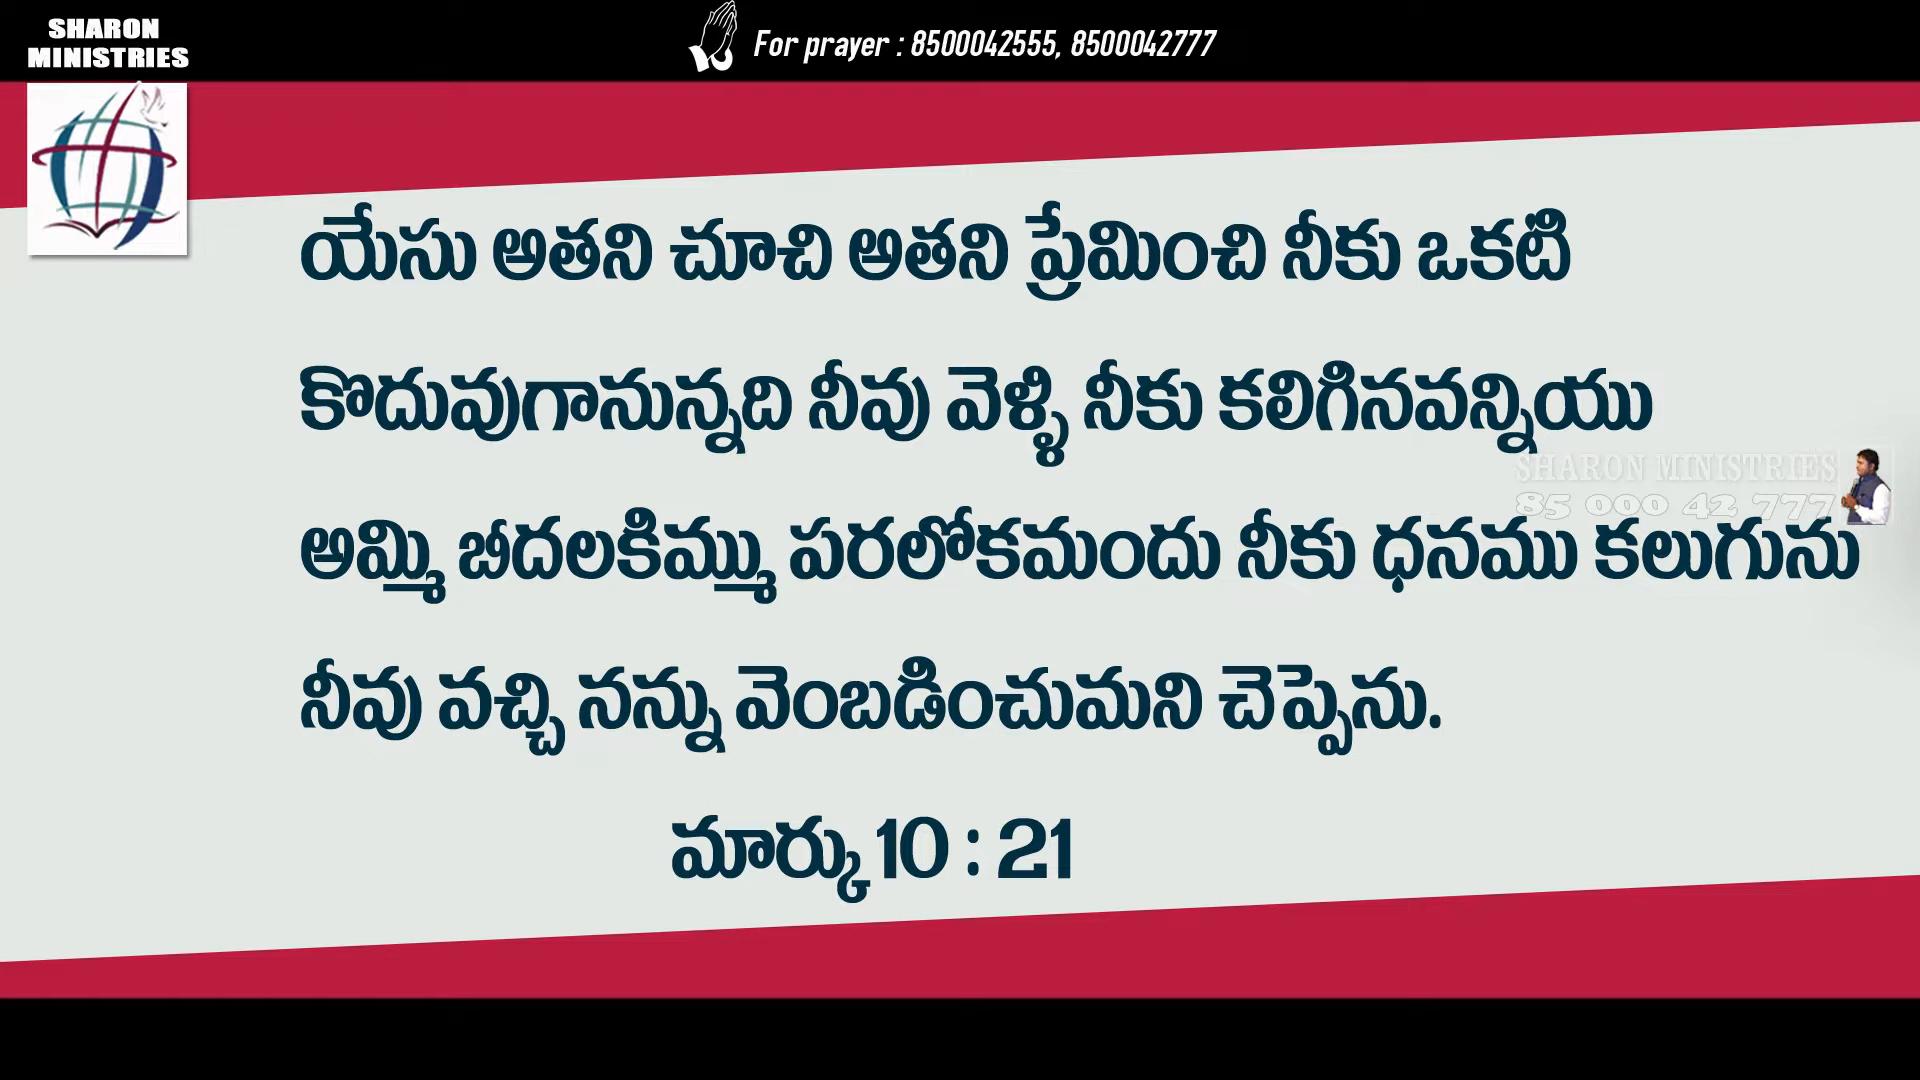 SHARON
MINISTRIES
For prayer : 8500042555, 8500042777
యేసు అతని చూచి అతని ప్రేమించి నీకు ఒకటి
కొదువుగానున్నది నీవు వెళ్ళి నీకు కలిగినవన్నియు
SHARON MINISTRIES
85 000 42 777
అమ్మి బీదలకిమ్ము పరలోకమందు నీకు ధనము కలుగును
నీవు వచ్చి నన్ను వెంబడించుమని చెప్పెను.
మార్కు 10 : 21